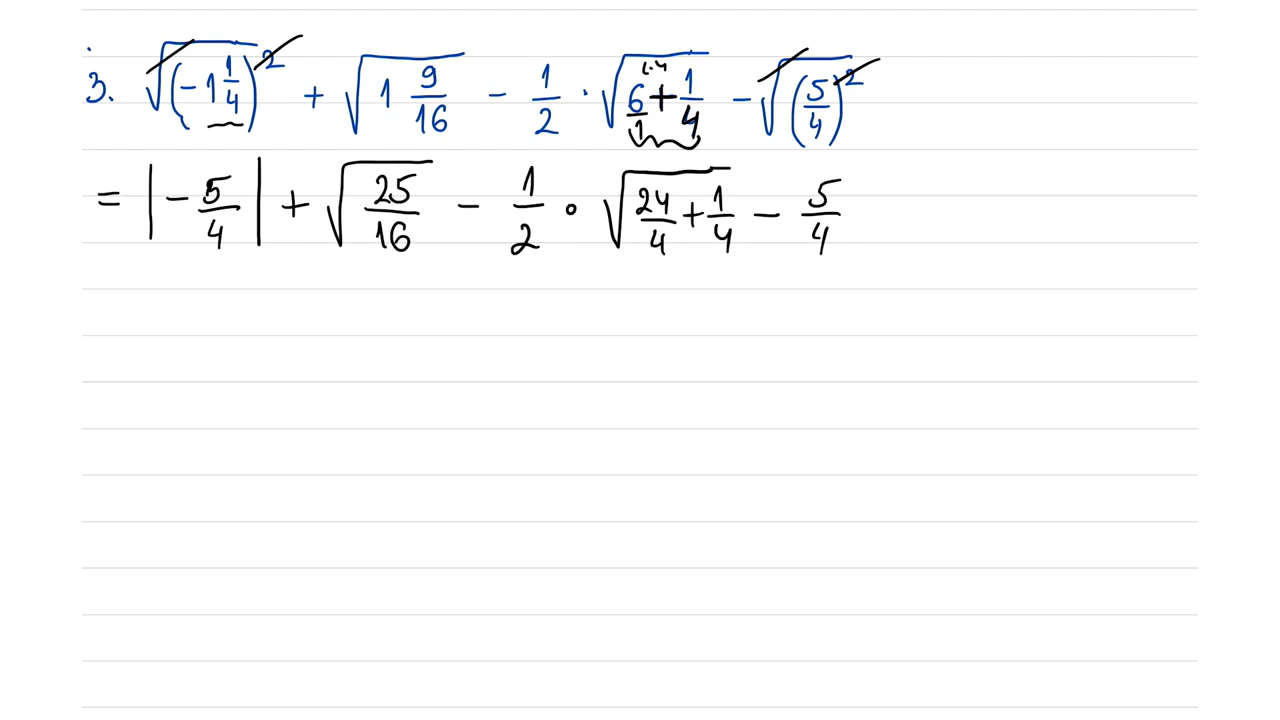 3. √(-1 1/4)² + √(1 9/16) - 1/2 · √(6/1 + 1/4) - √(5/4)²
= |-5/4| + √(25/16) - 1/2 · √(24/4 + 1/4) - 5/4